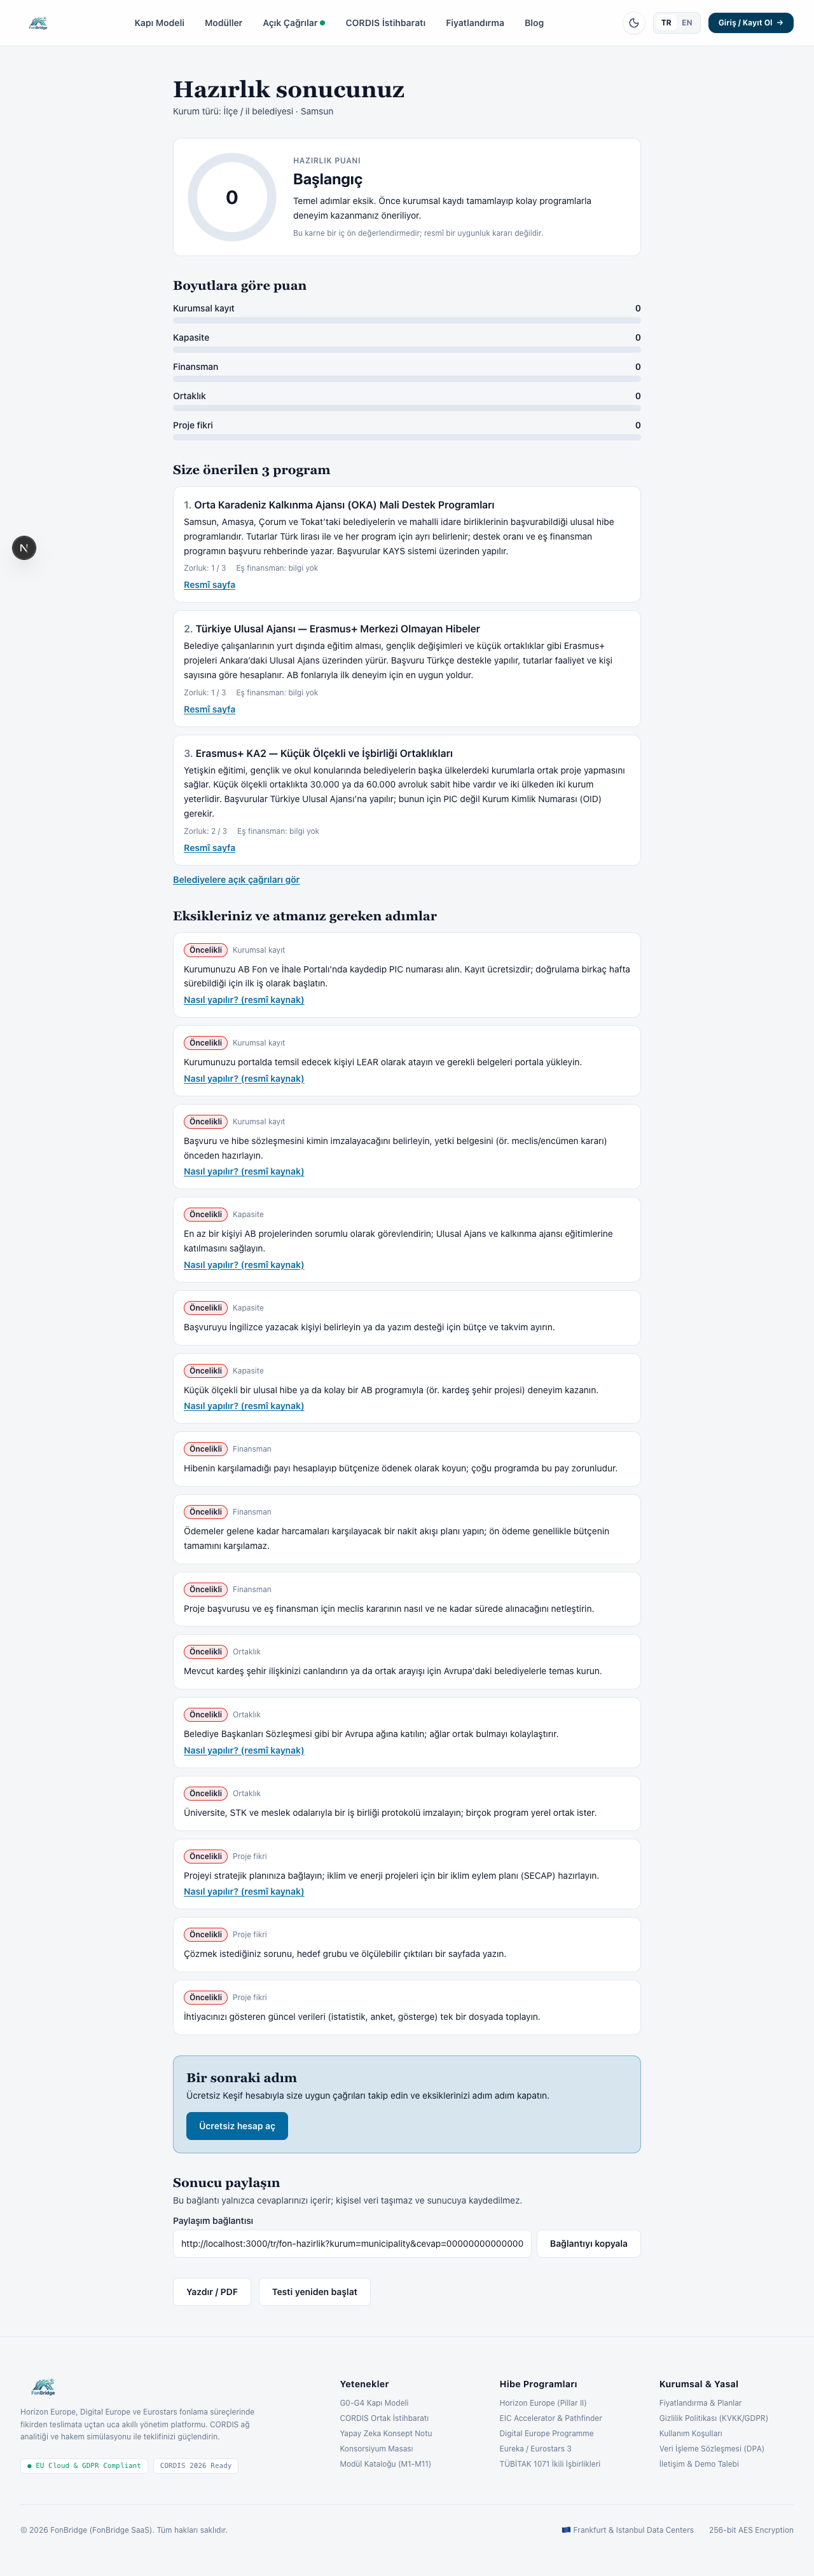 FonBridge
Kapı Modeli
Modüller
Açık Çağrılar
CORDIS İstihbaratı
Fiyatlandırma
Blog
TR
EN
Giriş / Kayıt Ol →
Hazırlık sonucunuz
Kurum türü: İlçe / il belediyesi · Samsun
0
HAZIRLIK PUANI
Başlangıç
Temel adımlar eksik. Önce kurumsal kaydı tamamlayıp kolay programlarla
deneyim kazanmanız öneriliyor.
Bu karne bir iç ön değerlendirmedir; resmî bir uygunluk kararı değildir.
Boyutlara göre puan
Kurumsal kayıt 0
Kapasite 0
Finansman 0
Ortaklık 0
Proje fikri 0
Size önerilen 3 program
1. Orta Karadeniz Kalkınma Ajansı (OKA) Mali Destek Programları
Samsun, Amasya, Çorum ve Tokat'taki belediyelerin ve mahalli idare birliklerinin başvurabildiği ulusal hibe
programlarıdır. Tutarlar Türk lirası ile ve her program için ayrı belirlenir; destek oranı ve eş finansman
programın başvuru rehberinde yazar. Başvurular KAYS sistemi üzerinden yapılır.
Zorluk: 1 / 3 Eş finansman: bilgi yok
Resmî sayfa
2. Türkiye Ulusal Ajansı — Erasmus+ Merkezi Olmayan Hibeler
Belediye çalışanlarının yurt dışında eğitim alması, gençlik değişimleri ve küçük ortaklıklar gibi Erasmus+
projeleri Ankara'daki Ulusal Ajans üzerinden yürür. Başvuru Türkçe destekle yapılır, tutarlar faaliyet ve kişi
sayısına göre hesaplanır. AB fonlarıyla ilk deneyim için en uygun yoldur.
Zorluk: 1 / 3 Eş finansman: bilgi yok
Resmî sayfa
3. Erasmus+ KA2 — Küçük Ölçekli ve İşbirliği Ortaklıkları
Yetişkin eğitimi, gençlik ve okul konularında belediyelerin başka ülkelerdeki kurumlarla ortak proje yapmasını
sağlar. Küçük ölçekli ortaklıkta 30.000 ya da 60.000 avroluk sabit hibe vardır ve iki ülkeden iki kurum
yeterlidir. Başvurular Türkiye Ulusal Ajansı'na yapılır; bunun için PIC değil Kurum Kimlik Numarası (OID)
gerekir.
Zorluk: 2 / 3 Eş finansman: bilgi yok
Resmî sayfa
Belediyelere açık çağrıları gör
Eksikleriniz ve atmanız gereken adımlar
Öncelikli Kurumsal kayıt
Kurumunuzu AB Fon ve İhale Portalı'nda kaydedip PIC numarası alın. Kayıt ücretsizdir; doğrulama birkaç hafta
sürebildiği için ilk iş olarak başlatın.
Nasıl yapılır? (resmî kaynak)
Öncelikli Kurumsal kayıt
Kurumunuzu portalda temsil edecek kişiyi LEAR olarak atayın ve gerekli belgeleri portala yükleyin.
Nasıl yapılır? (resmî kaynak)
Öncelikli Kurumsal kayıt
Başvuru ve hibe sözleşmesini kimin imzalayacağını belirleyin, yetki belgesini (ör. meclis/encümen kararı)
önceden hazırlayın.
Nasıl yapılır? (resmî kaynak)
Öncelikli Kapasite
En az bir kişiyi AB projelerinden sorumlu olarak görevlendirin; Ulusal Ajans ve kalkınma ajansı eğitimlerine
katılmasını sağlayın.
Nasıl yapılır? (resmî kaynak)
Öncelikli Kapasite
Başvuruyu İngilizce yazacak kişiyi belirleyin ya da yazım desteği için bütçe ve takvim ayırın.
Öncelikli Kapasite
Küçük ölçekli bir ulusal hibe ya da kolay bir AB programıyla (ör. kardeş şehir projesi) deneyim kazanın.
Nasıl yapılır? (resmî kaynak)
Öncelikli Finansman
Hibenin karşılamadığı payı hesaplayıp bütçenize ödenek olarak koyun; çoğu programda bu pay zorunludur.
Öncelikli Finansman
Ödemeler gelene kadar harcamaları karşılayacak bir nakit akışı planı yapın; ön ödeme genellikle bütçenin
tamamını karşılamaz.
Öncelikli Finansman
Proje başvurusu ve eş finansman için meclis kararının nasıl ve ne kadar sürede alınacağını netleştirin.
Öncelikli Ortaklık
Mevcut kardeş şehir ilişkinizi canlandırın ya da ortak arayışı için Avrupa'daki belediyelerle temas kurun.
Öncelikli Ortaklık
Belediye Başkanları Sözleşmesi gibi bir Avrupa ağına katılın; ağlar ortak bulmayı kolaylaştırır.
Nasıl yapılır? (resmî kaynak)
Öncelikli Ortaklık
Üniversite, STK ve meslek odalarıyla bir iş birliği protokolü imzalayın; birçok program yerel ortak ister.
Öncelikli Proje fikri
Projeyi stratejik planınıza bağlayın; iklim ve enerji projeleri için bir iklim eylem planı (SECAP) hazırlayın.
Nasıl yapılır? (resmî kaynak)
Öncelikli Proje fikri
Çözmek istediğiniz sorunu, hedef grubu ve ölçülebilir çıktıları bir sayfada yazın.
Öncelikli Proje fikri
İhtiyacınızı gösteren güncel verileri (istatistik, anket, gösterge) tek bir dosyada toplayın.
Bir sonraki adım
Ücretsiz Keşif hesabıyla size uygun çağrıları takip edin ve eksiklerinizi adım adım kapatın.
Ücretsiz hesap aç
Sonucu paylaşın
Bu bağlantı yalnızca cevaplarınızı içerir; kişisel veri taşımaz ve sunucuya kaydedilmez.
Paylaşım bağlantısı
http://localhost:3000/tr/fon-hazirlik?kurum=municipality&cevap=00000000000000
Bağlantıyı kopyala
Yazdır / PDF
Testi yeniden başlat
FonBridge
Horizon Europe, Digital Europe ve Eurostars fonlama süreçlerinde
fikirden teslimata uçtan uca akıllı yönetim platformu. CORDIS ağ
analitiği ve hakem simülasyonu ile teklifinizi güçlendirin.
EU Cloud & GDPR Compliant
CORDIS 2026 Ready
Yetenekler
G0-G4 Kapı Modeli
CORDIS Ortak İstihbaratı
Yapay Zeka Konsept Notu
Konsorsiyum Masası
Modül Kataloğu (M1-M11)
Hibe Programları
Horizon Europe (Pillar II)
EIC Accelerator & Pathfinder
Digital Europe Programme
Eureka / Eurostars 3
TÜBİTAK 1071 İkili İşbirlikleri
Kurumsal & Yasal
Fiyatlandırma & Planlar
Gizlilik Politikası (KVKK/GDPR)
Kullanım Koşulları
Veri İşleme Sözleşmesi (DPA)
İletişim & Demo Talebi
© 2026 FonBridge (FonBridge SaaS). Tüm hakları saklıdır.
Frankfurt & Istanbul Data Centers
256-bit AES Encryption
N